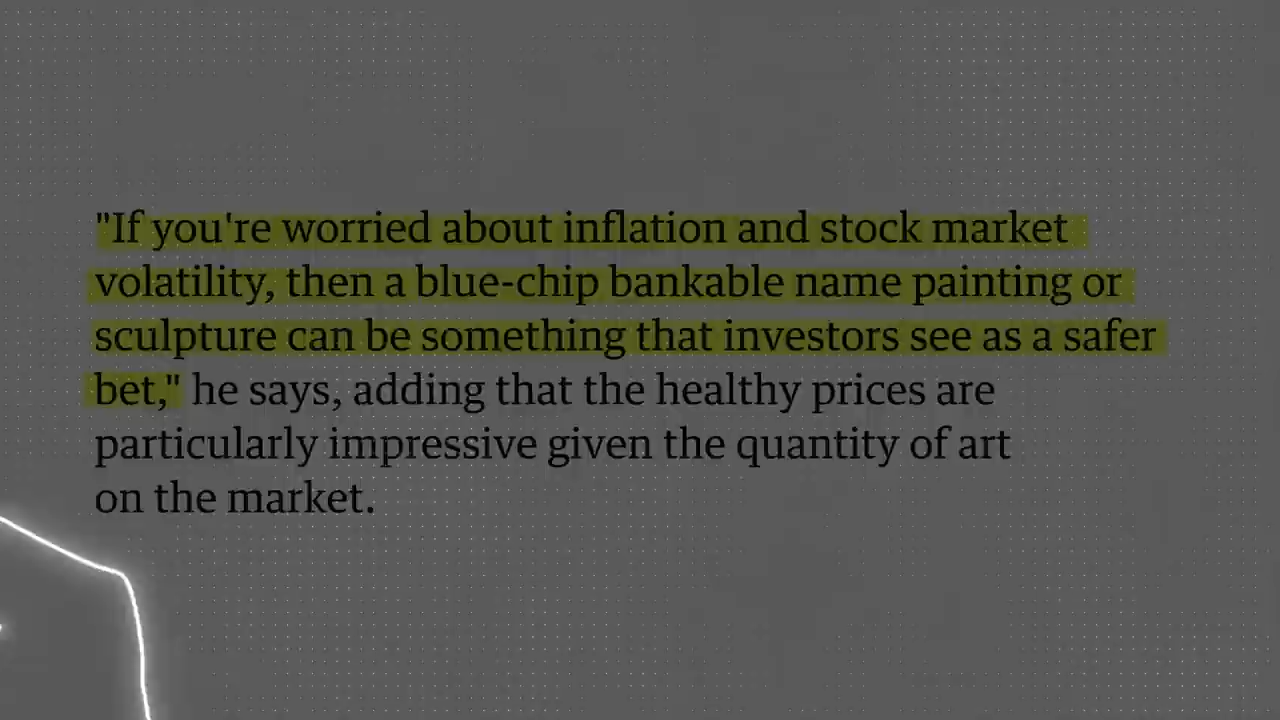 "If you're worried about inflation and stock market
volatility, then a blue-chip bankable name painting or
sculpture can be something that investors see as a safer
bet," he says, adding that the healthy prices are
particularly impressive given the quantity of art
on the market.